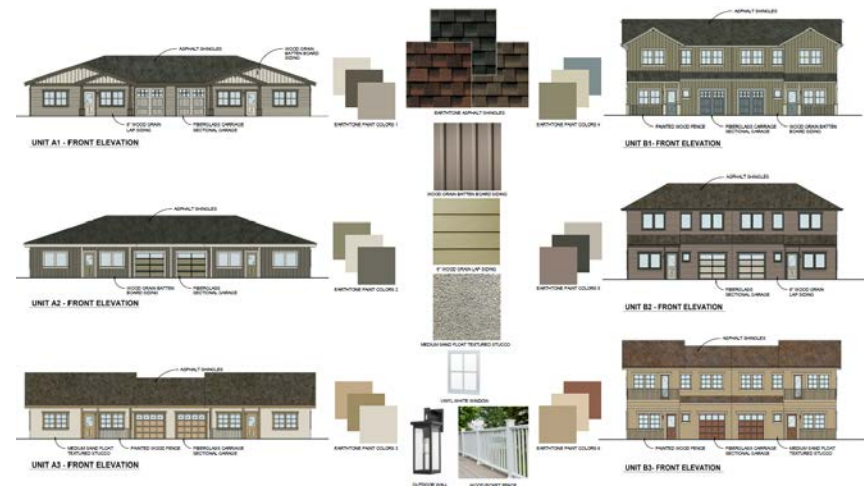 ASPHALT SHINGLES
WOOD GRAIN
BATTEN BOARD
SIDING
6" WOOD GRAIN
LAP SIDING
FIBERGLASS CARRIAGE
SECTIONAL GARAGE
UNIT A1 - FRONT ELEVATION
EARTHTONE PAINT COLORS 1
EARTHTONE ASPHALT SHINGLES
EARTHTONE PAINT COLORS 4
ASPHALT SHINGLES
PAINTED WOOD FENCE
FIBERGLASS CARRIAGE
SECTIONAL GARAGE
WOOD GRAIN BATTEN
BOARD SIDING
UNIT B1- FRONT ELEVATION
WOOD GRAIN BATTEN BOARD SIDING
ASPHALT SHINGLES
WOOD GRAIN BATTEN
BOARD SIDING
FIBERGLASS
SECTIONAL GARAGE
UNIT A2 - FRONT ELEVATION
EARTHTONE PAINT COLORS 2
6" WOOD GRAIN LAP SIDING
EARTHTONE PAINT COLORS 5
ASPHALT SHINGLES
FIBERGLASS
SECTIONAL GARAGE
6" WOOD GRAIN
LAP SIDING
UNIT B2 - FRONT ELEVATION
MEDIUM SAND FLOAT TEXTURED STUCCO
VINYL WHITE WINDOW
ASPHALT SHINGLES
MEDIUM SAND FLOAT
TEXTURED STUCCO
PAINTED WOOD FENCE
FIBERGLASS CARRIAGE
SECTIONAL GARAGE
UNIT A3 - FRONT ELEVATION
EARTHTONE PAINT COLORS 3
EARTHTONE PAINT COLORS 6
ASPHALT SHINGLES
PAINTED WOOD FENCE
FIBERGLASS CARRIAGE
SECTIONAL GARAGE
MEDIUM SAND FLOAT
TEXTURED STUCCO
UNIT B3- FRONT ELEVATION
OUTDOOR WALL